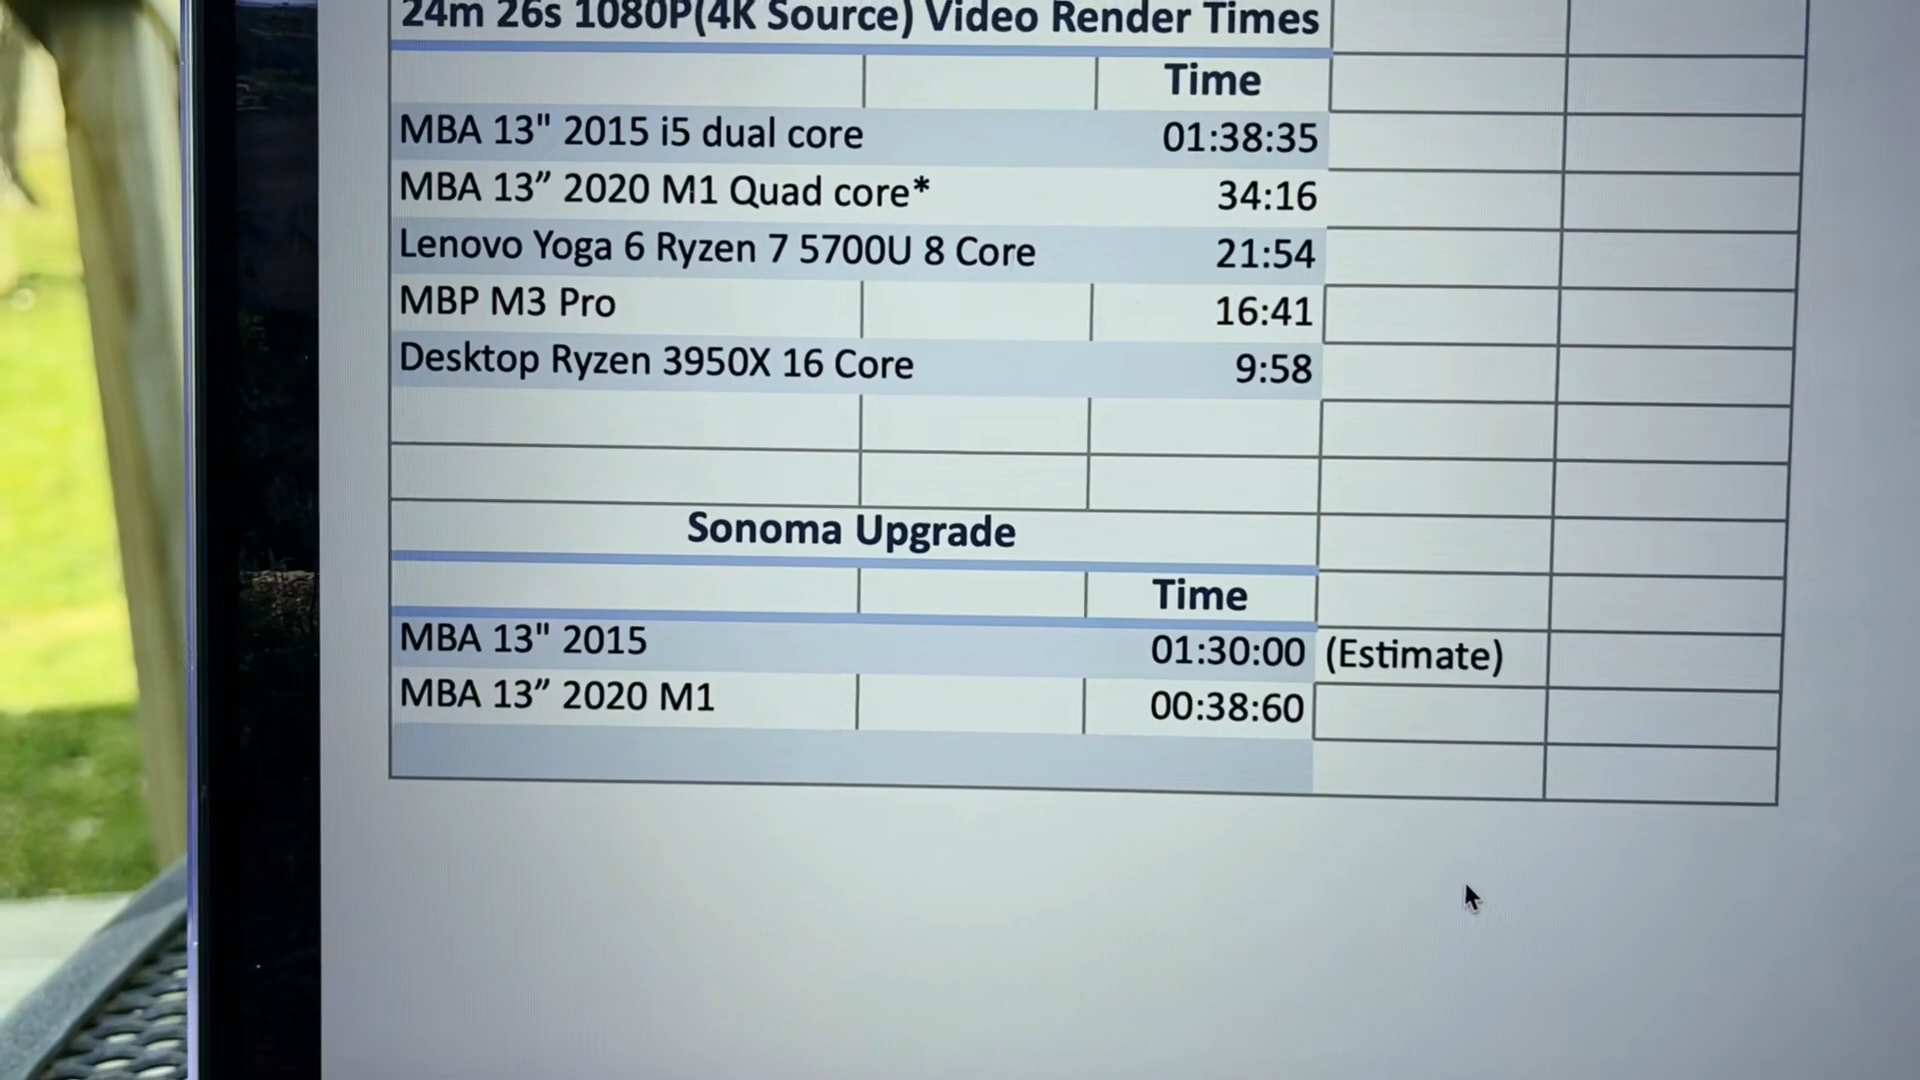 24m 26s 1080P(4K Source) Video Render Times
Time
MBA 13" 2015 i5 dual core 01:38:35
MBA 13” 2020 M1 Quad core* 34:16
Lenovo Yoga 6 Ryzen 7 5700U 8 Core 21:54
MBP M3 Pro 16:41
Desktop Ryzen 3950X 16 Core 9:58
Sonoma Upgrade
Time
MBA 13" 2015 01:30:00 (Estimate)
MBA 13” 2020 M1 00:38:60